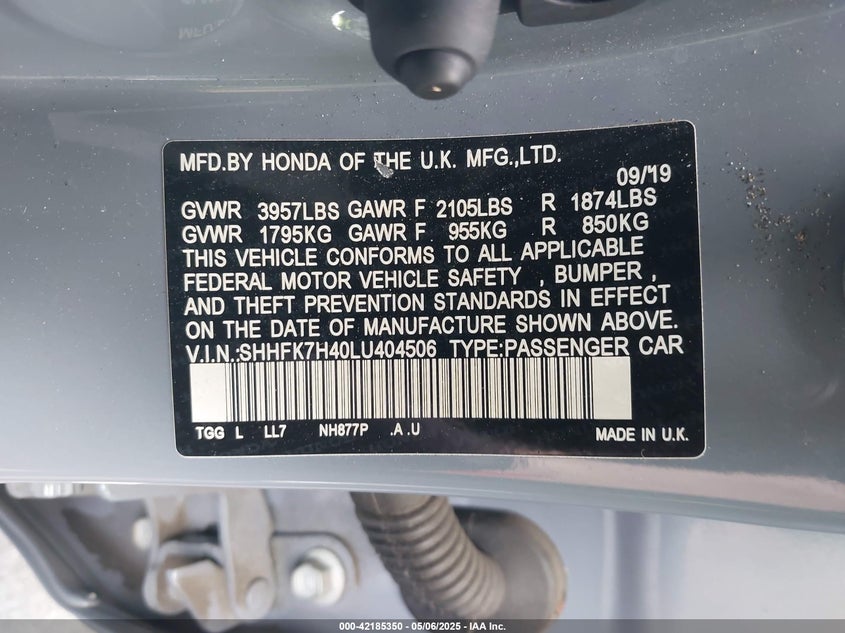 MFD.BY HONDA OF THE U.K. MFG.,LTD.
09/19
GVWR 3957LBS GAWR F 2105LBS R 1874LBS
GVWR 1795KG GAWR F 955KG R 850KG
THIS VEHICLE CONFORMS TO ALL APPLICABLE
FEDERAL MOTOR VEHICLE SAFETY , BUMPER ,
AND THEFT PREVENTION STANDARDS IN EFFECT
ON THE DATE OF MANUFACTURE SHOWN ABOVE.
V.I.N.:SHHFK7H40LU404506 TYPE:PASSENGER CAR
TGG L LL7 NH877P .A .U MADE IN U.K.
000-42185350 - 05/06/2025 - IAA Inc.